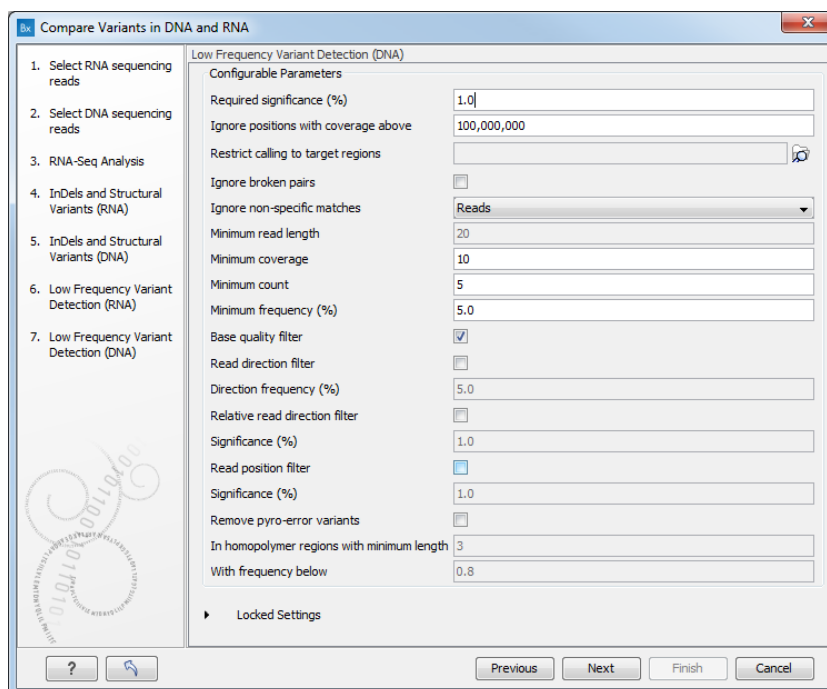 Bx Compare Variants in DNA and RNA
1. Select RNA sequencing
reads
2. Select DNA sequencing
reads
3. RNA-Seq Analysis
4. InDels and Structural
Variants (RNA)
5. InDels and Structural
Variants (DNA)
6. Low Frequency Variant
Detection (RNA)
7. Low Frequency Variant
Detection (DNA)
Low Frequency Variant Detection (DNA)
Configurable Parameters
Required significance (%) 1.0
Ignore positions with coverage above 100,000,000
Restrict calling to target regions
Ignore broken pairs
Ignore non-specific matches Reads
Minimum read length 20
Minimum coverage 10
Minimum count 5
Minimum frequency (%) 5.0
Base quality filter
Read direction filter
Direction frequency (%) 5.0
Relative read direction filter
Significance (%) 1.0
Read position filter
Significance (%) 1.0
Remove pyro-error variants
In homopolymer regions with minimum length 3
With frequency below 0.8
Locked Settings
? Previous Next Finish Cancel